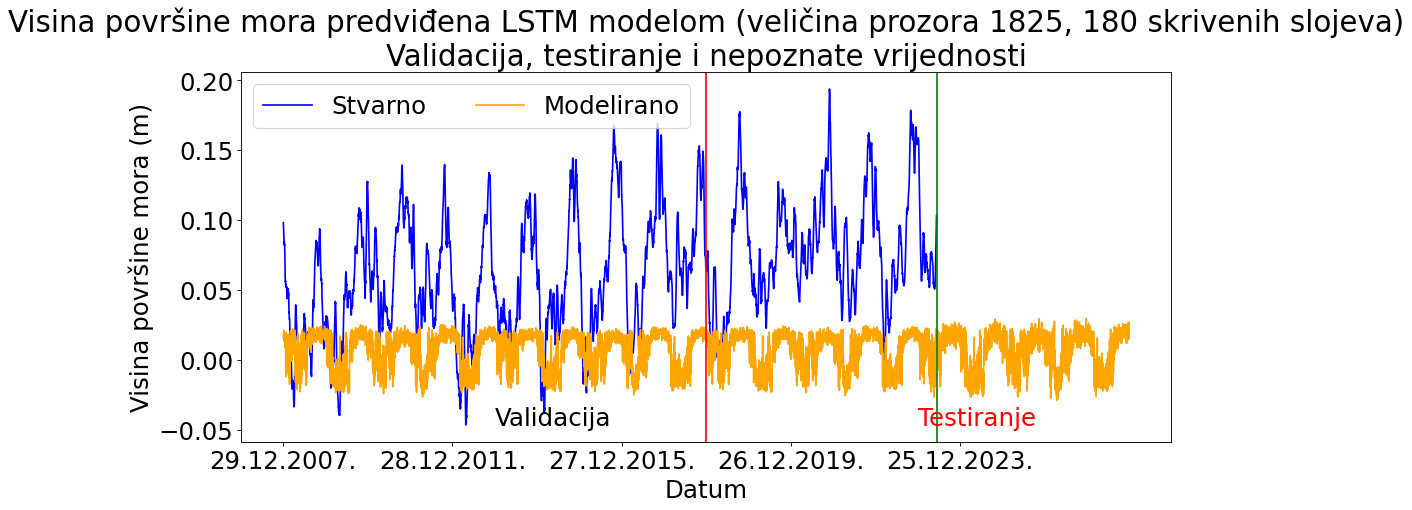 Visina površine mora predviđena LSTM modelom (veličina prozora 1825, 180 skrivenih slojeva)
Validacija, testiranje i nepoznate vrijednosti
Stvarno
Modelirano
Visina površine mora (m)
0.20
0.15
0.10
0.05
0.00
−0.05
Validacija
Testiranje
29.12.2007.
28.12.2011.
27.12.2015.
26.12.2019.
25.12.2023.
Datum